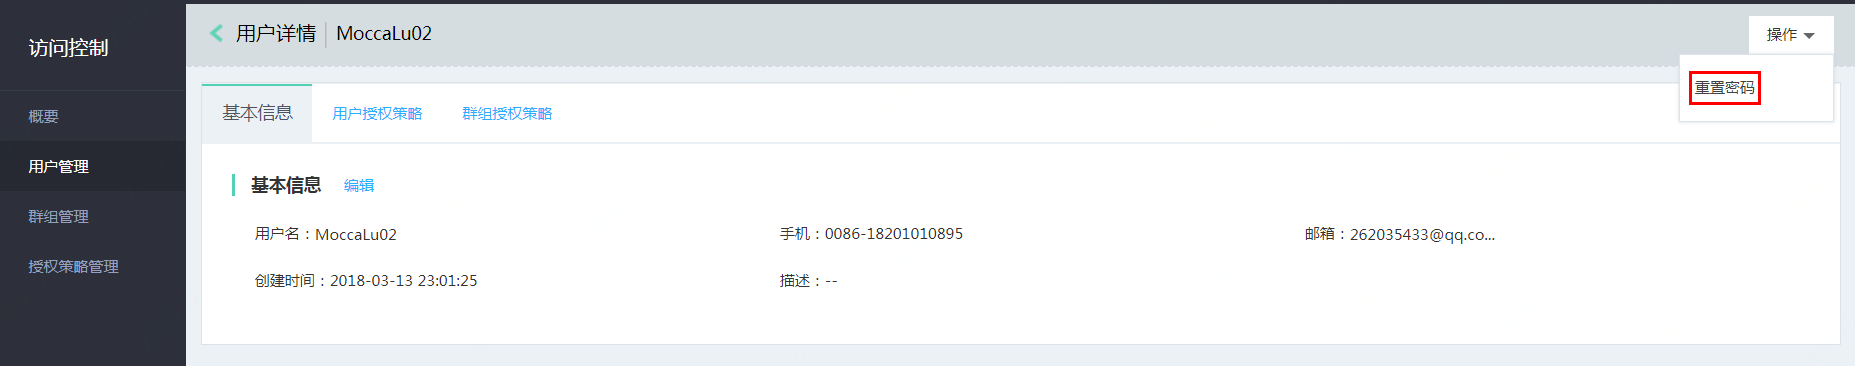 访问控制
概要
用户管理
群组管理
授权策略管理
用户详情 MoccaLu02
操作
重置密码
基本信息 用户授权策略 群组授权策略
基本信息 编辑
用户名：MoccaLu02 手机：0086-18201010895 邮箱：262035433@qq.co...
创建时间：2018-03-13 23:01:25 描述：--